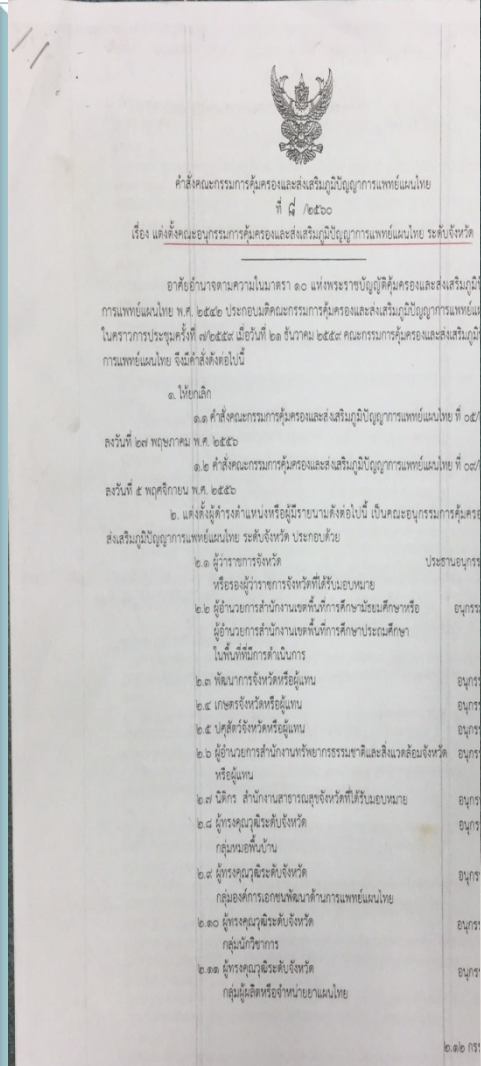 คำสั่งคณะกรรมการคุ้มครองและส่งเสริมภูมิปัญญาการแพทย์แผนไทย
ที่ ๘ /๒๕๖๐
เรื่อง แต่งตั้งคณะอนุกรรมการคุ้มครองและส่งเสริมภูมิปัญญาการแพทย์แผนไทย ระดับจังหวัด
อาศัยอำนาจตามความในมาตรา ๑๐ แห่งพระราชบัญญัติคุ้มครองและส่งเสริมภูมิปั
การแพทย์แผนไทย พ.ศ. ๒๕๔๒ ประกอบมติคณะกรรมการคุ้มครองและส่งเสริมภูมิปัญญาการแพทย์แผ
ในคราวการประชุมครั้งที่ ๗/๒๕๕๙ เมื่อวันที่ ๒๑ ธันวาคม ๒๕๕๙ คณะกรรมการคุ้มครองและส่งเสริมภูมิปั
การแพทย์แผนไทย จึงมีคำสั่งดังต่อไปนี้
๑. ให้ยกเลิก
๑.๑ คำสั่งคณะกรรมการคุ้มครองและส่งเสริมภูมิปัญญาการแพทย์แผนไทย ที่ ๐๕/
ลงวันที่ ๒๗ พฤษภาคม พ.ศ. ๒๕๕๖
๑.๒ คำสั่งคณะกรรมการคุ้มครองและส่งเสริมภูมิปัญญาการแพทย์แผนไทย ที่ ๐๙/
ลงวันที่ ๕ พฤศจิกายน พ.ศ. ๒๕๕๖
๒. แต่งตั้งผู้ดำรงตำแหน่งหรือผู้มีรายนามดังต่อไปนี้ เป็นคณะอนุกรรมการคุ้มครอ
ส่งเสริมภูมิปัญญาการแพทย์แผนไทย ระดับจังหวัด ประกอบด้วย
๒.๑ ผู้ว่าราชการจังหวัด ประธานอนุกรร
หรือรองผู้ว่าราชการจังหวัดที่ได้รับมอบหมาย
๒.๒ ผู้อำนวยการสำนักงานเขตพื้นที่การศึกษามัธยมศึกษาหรือ อนุกรร
ผู้อำนวยการสำนักงานเขตพื้นที่การศึกษาประถมศึกษา
ในพื้นที่ที่มีการดำเนินการ
๒.๓ พัฒนาการจังหวัดหรือผู้แทน อนุกร
๒.๔ เกษตรจังหวัดหรือผู้แทน อนุกร
๒.๕ ปศุสัตว์จังหวัดหรือผู้แทน อนุกร
๒.๖ ผู้อำนวยการสำนักงานทรัพยากรธรรมชาติและสิ่งแวดล้อมจังหวัด อนุกร
หรือผู้แทน
๒.๗ นิติกร สำนักงานสาธารณสุขจังหวัดที่ได้รับมอบหมาย อนุกร
๒.๘ ผู้ทรงคุณวุฒิระดับจังหวัด อนุกร
กลุ่มหมอพื้นบ้าน
๒.๙ ผู้ทรงคุณวุฒิระดับจังหวัด อนุกร
กลุ่มองค์การเอกชนพัฒนาด้านการแพทย์แผนไทย
๒.๑๐ ผู้ทรงคุณวุฒิระดับจังหวัด อนุกร
กลุ่มนักวิชาการ
๒.๑๑ ผู้ทรงคุณวุฒิระดับจังหวัด อนุกร
กลุ่มผู้ผลิตหรือจำหน่ายยาแผนไทย
๒.๑๒ กรร